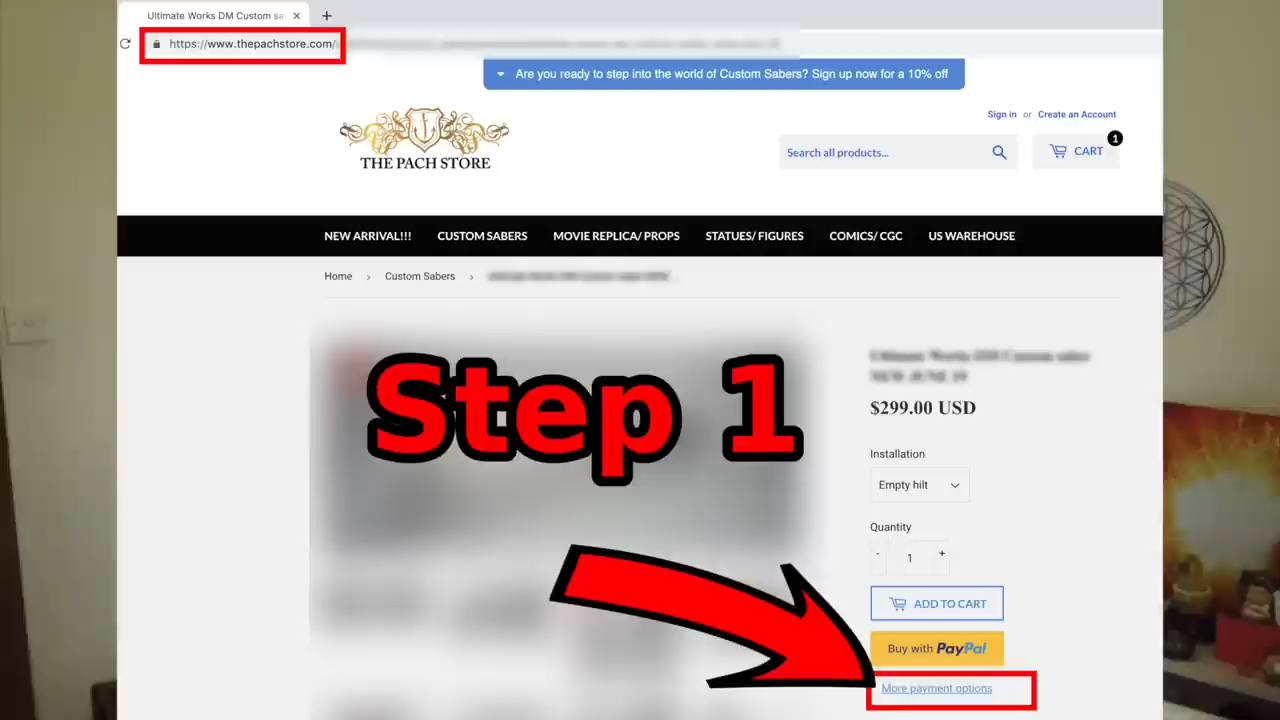 Ultimate Works DM Custom sa
https://www.thepachstore.com/
Are you ready to step into the world of Custom Sabers? Sign up now for a 10% off
Sign in or Create an Account
THE PACH STORE
Search all products...
CART
1
NEW ARRIVAL!!! CUSTOM SABERS MOVIE REPLICA/ PROPS STATUES/ FIGURES COMICS/ CGC US WAREHOUSE
Home › Custom Sabers ›
Step 1
$299.00 USD
Installation
Empty hilt
Quantity
- 1 +
ADD TO CART
Buy with PayPal
More payment options